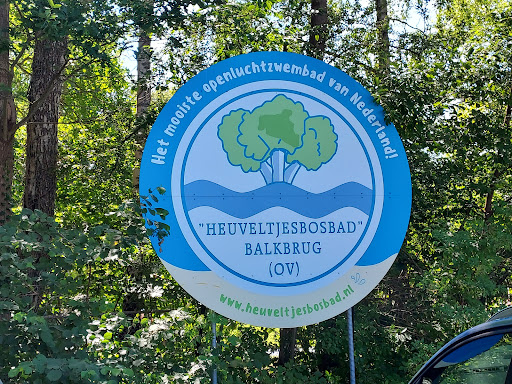 Het mooiste openluchtzwembad van Nederland!
"HEUVELTJESBOSBAD"
BALKBRUG
(OV)
www.heuveltjesbosbad.nl